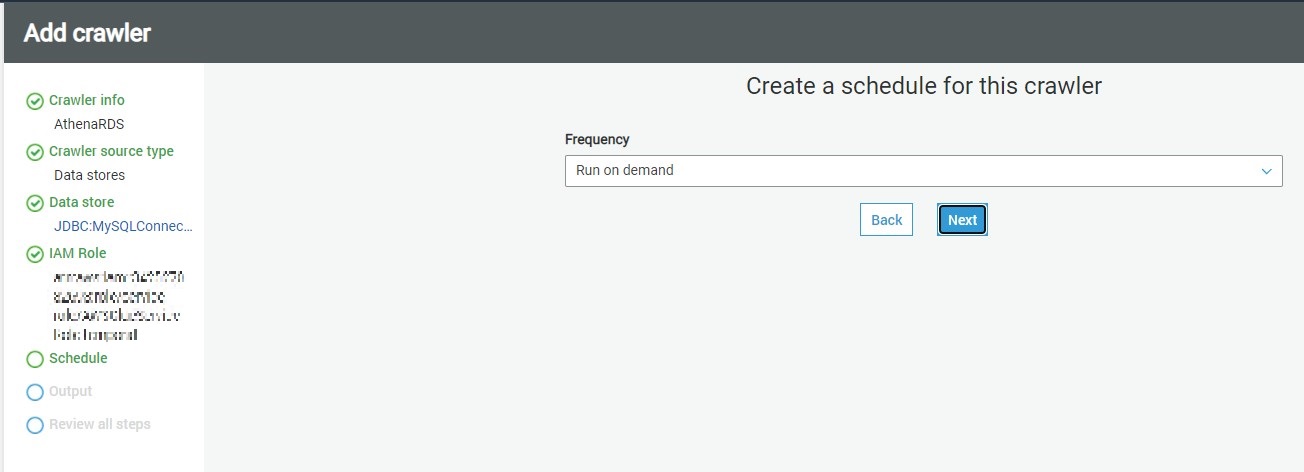 Add crawler
Crawler info
AthenaRDS
Crawler source type
Data stores
Data store
JDBC:MySQLConnec...
IAM Role
Schedule
Output
Review all steps
Create a schedule for this crawler
Frequency
Run on demand
Back
Next